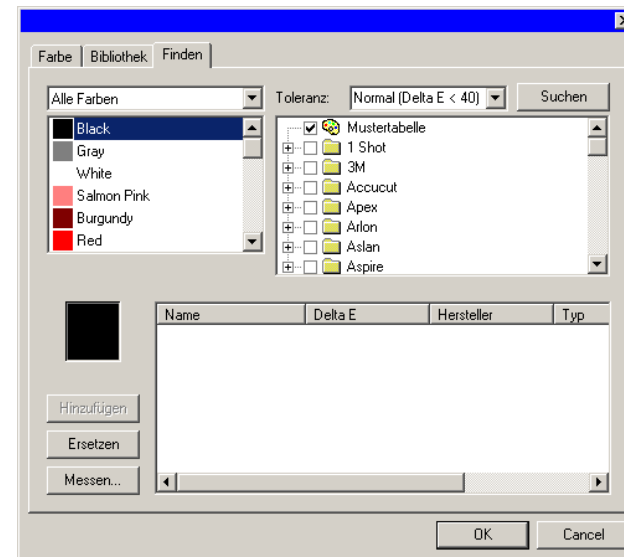 Farbe Bibliothek Finden
Alle Farben Toleranz: Normal (Delta E < 40) Suchen
Black
Gray
White
Salmon Pink
Burgundy
Red
Mustertabelle
1 Shot
3M
Accucut
Apex
Arlon
Aslan
Aspire
Name Delta E Hersteller Typ
Hinzufügen
Ersetzen
Messen...
OK Cancel